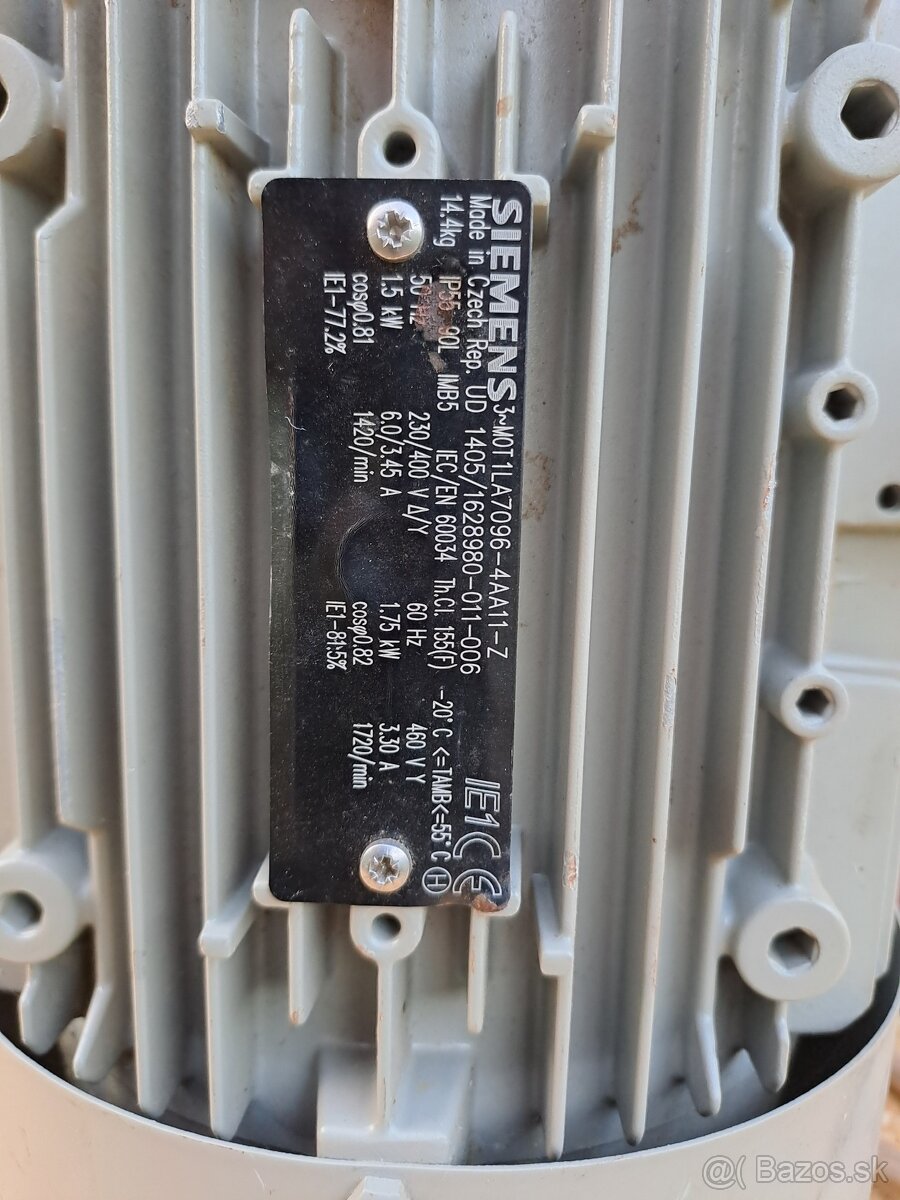 SIEMENS 3~MOT1LA7096-4AA11-Z IE1 CE
Made in Czech Rep. UD 1405/1628980-011-006
14.4kg IP55 90L IMB5 IEC/EN 60034 Th.Cl. 155(F) -20°C <=TAMB<=55°C H
50 Hz 230/400 V Δ/Y 60 Hz 460 V Y
1.5 kW 6.0/3.45 A 1.75 kW 3.30 A
cosφ0.81 1420/min cosφ0.82 1720/min
IE1-77.2% IE1-81.5%
@( Bazos.sk